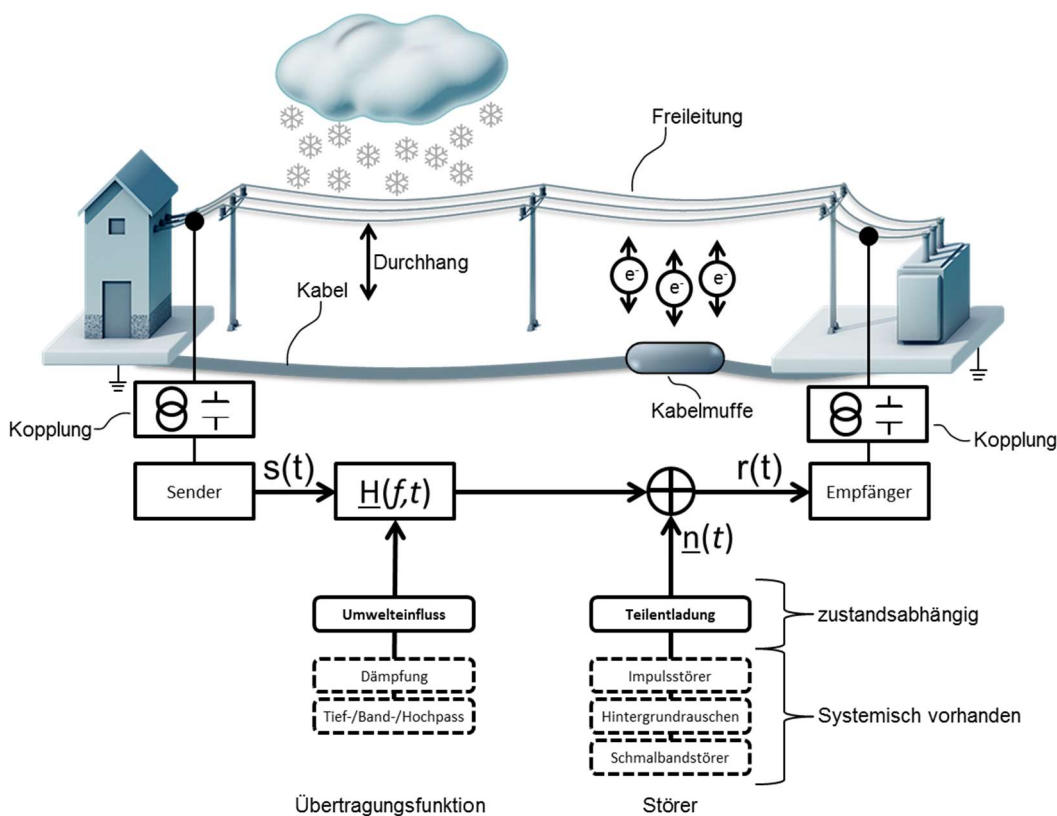 Freileitung
Durchhang
e-
e-
e-
Kabel
Kabelmuffe
Kopplung
Kopplung
Sender
s(t)
H(f,t)
r(t)
Empfänger
n(t)
Umwelteinfluss
Teilentladung
zustandsabhängig
Dämpfung
Impulsstörer
Tief-/Band-/Hochpass
Hintergrundrauschen
Systemisch vorhanden
Schmalbandstörer
Übertragungsfunktion
Störer